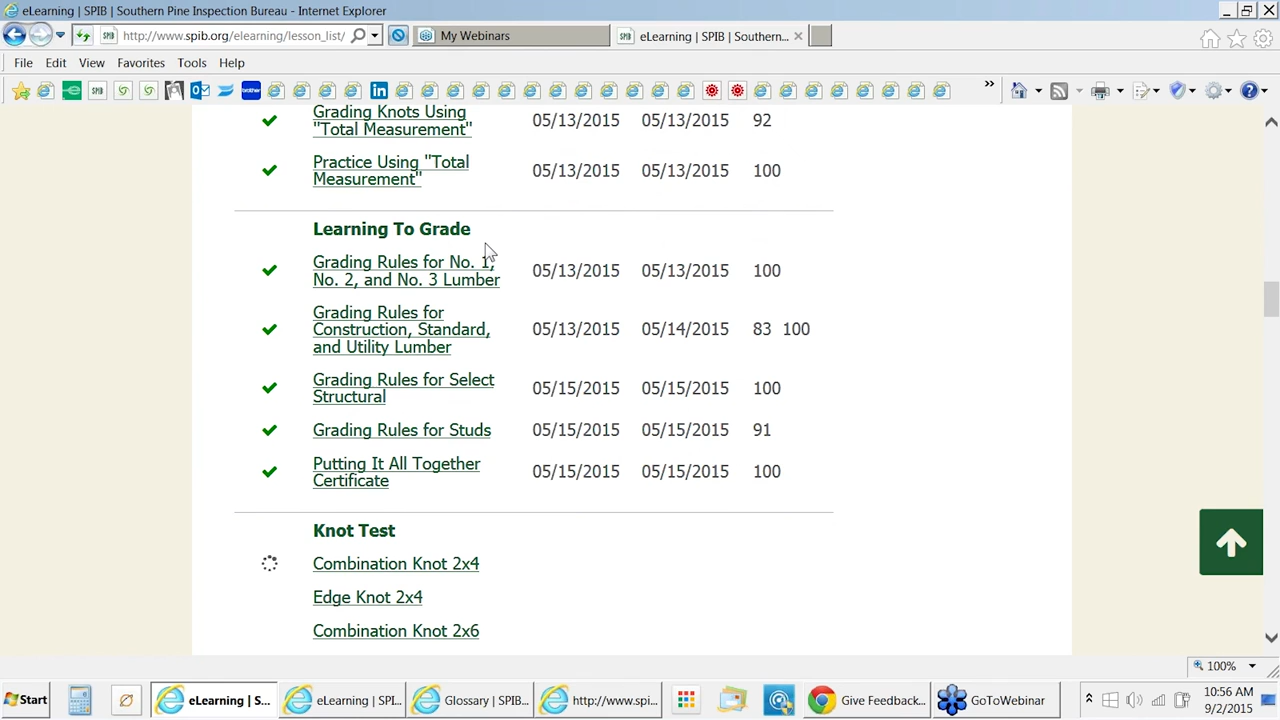 eLearning | SPIB | Southern Pine Inspection Bureau - Internet Explorer
http://www.spib.org/elearning/lesson_list/
My Webinars
eLearning | SPIB | Southern...
File Edit View Favorites Tools Help
Grading Knots Using
"Total Measurement"
05/13/2015 05/13/2015 92
Practice Using "Total
Measurement"
05/13/2015 05/13/2015 100
Learning To Grade
Grading Rules for No. 1,
No. 2, and No. 3 Lumber
05/13/2015 05/13/2015 100
Grading Rules for
Construction, Standard,
and Utility Lumber
05/13/2015 05/14/2015 83 100
Grading Rules for Select
Structural
05/15/2015 05/15/2015 100
Grading Rules for Studs 05/15/2015 05/15/2015 91
Putting It All Together
Certificate
05/15/2015 05/15/2015 100
Knot Test
Combination Knot 2x4
Edge Knot 2x4
Combination Knot 2x6
100%
Start
eLearning | S...
eLearning | SPI...
Glossary | SPIB...
http://www.spi...
Give Feedback...
GoToWebinar
10:56 AM
9/2/2015